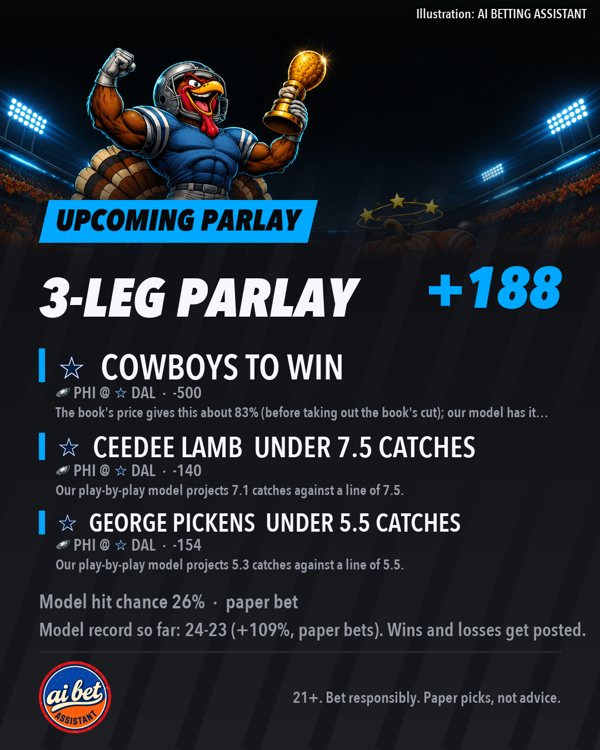 Illustration: AI BETTING ASSISTANT
UPCOMING PARLAY
3-LEG PARLAY
+188
COWBOYS TO WIN
PHI @ DAL · -500
The book's price gives this about 83% (before taking out the book's cut); our model has it…
CEEDEE LAMB UNDER 7.5 CATCHES
PHI @ DAL · -140
Our play-by-play model projects 7.1 catches against a line of 7.5.
GEORGE PICKENS UNDER 5.5 CATCHES
PHI @ DAL · -154
Our play-by-play model projects 5.3 catches against a line of 5.5.
Model hit chance 26% · paper bet
Model record so far: 24-23 (+109%, paper bets). Wins and losses get posted.
ai bet
ASSISTANT
21+. Bet responsibly. Paper picks, not advice.